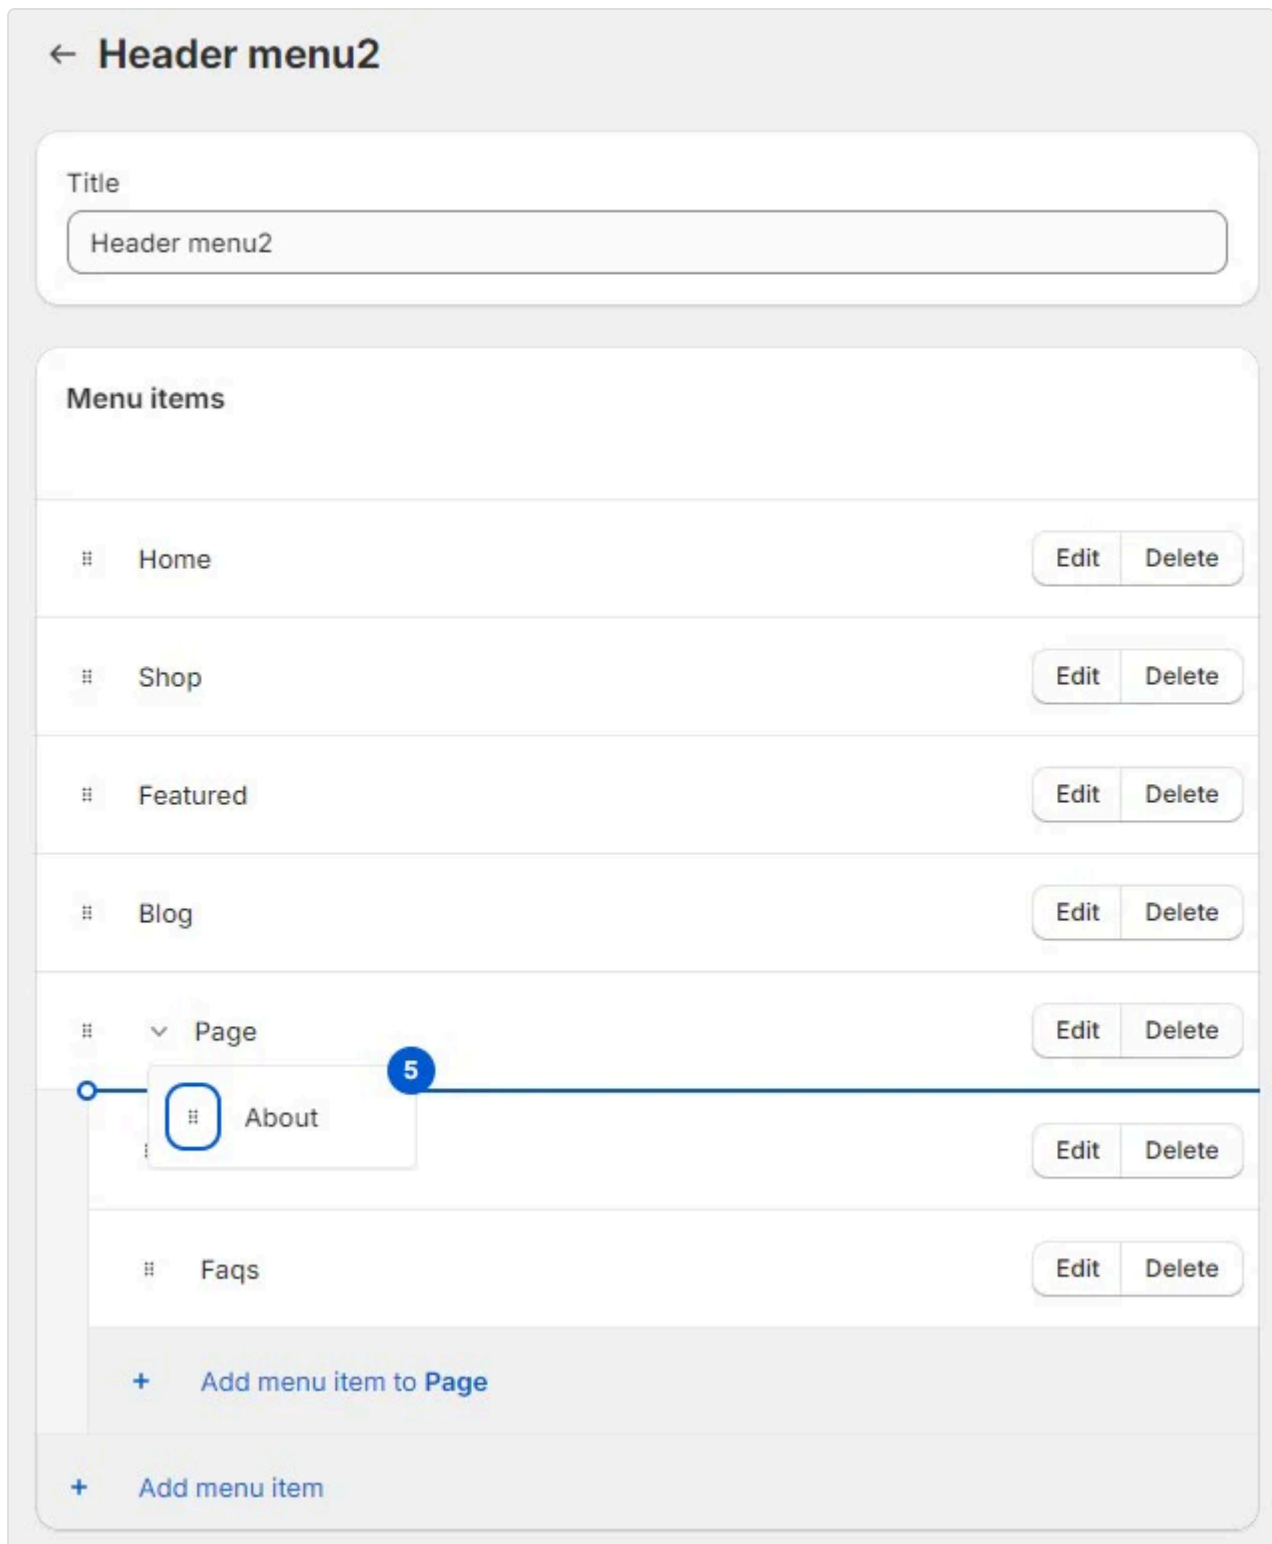 ← Header menu2
Title
Header menu2
Menu items
Home Edit Delete
Shop Edit Delete
Featured Edit Delete
Blog Edit Delete
Page Edit Delete
5
About
Edit Delete
Faqs Edit Delete
+ Add menu item to Page
+ Add menu item